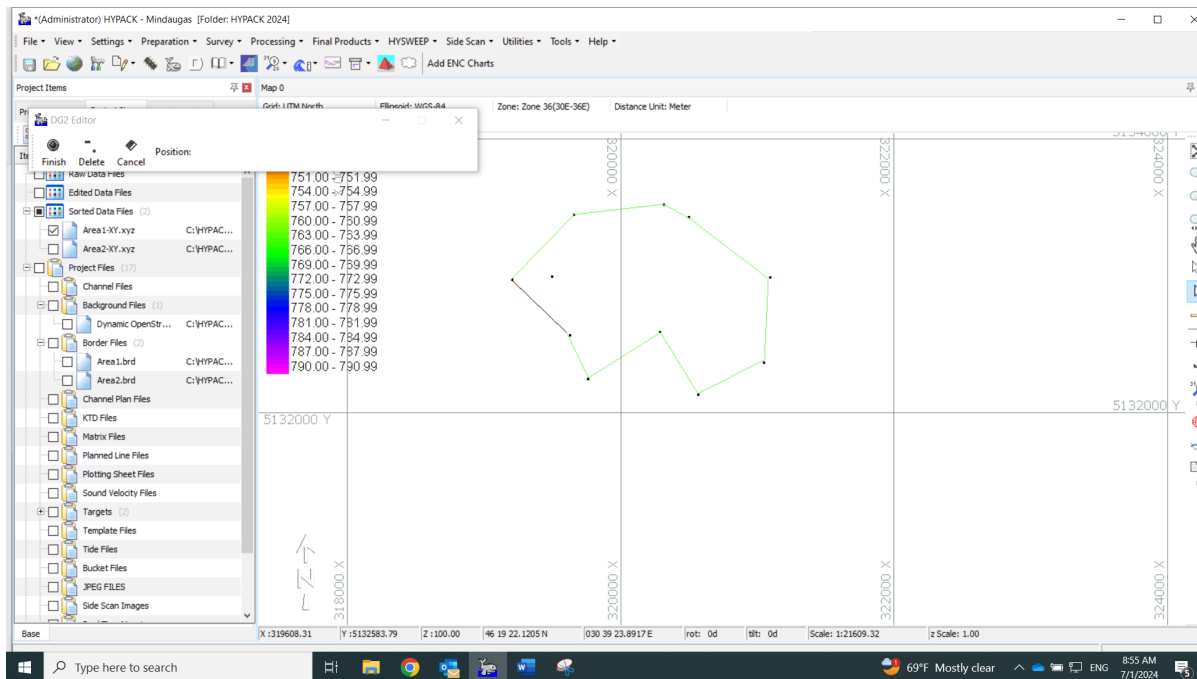 *(Administrator) HYPACK - Mindaugas [Folder: HYPACK 2024]
File View Settings Preparation Survey Processing Final Products HYSWEEP Side Scan Utilities Tools Help
Add ENC Charts
Project Items
Map 0
Grid: UTM North Ellipsoid: WGS-84 Zone: Zone 36(30E-36E) Distance Unit: Meter
DG2 Editor
Finish Delete Cancel Position:
Raw Data Files
Edited Data Files
Sorted Data Files (2)
Area1-XY.xyz C:\HYPAC...
Area2-XY.xyz C:\HYPAC...
Project Files (17)
Channel Files
Background Files (1)
Dynamic OpenStr... C:\HYPAC...
Border Files (2)
Area1.brd C:\HYPAC...
Area2.brd C:\HYPAC...
Channel Plan Files
KTD Files
Matrix Files
Planned Line Files
Plotting Sheet Files
Sound Velocity Files
Targets (2)
Template Files
Tide Files
Bucket Files
JPEG FILES
Side Scan Images
Base
751.00 - 751.99
754.00 - 754.99
757.00 - 757.99
760.00 - 760.99
763.00 - 763.99
766.00 - 766.99
769.00 - 769.99
772.00 - 772.99
775.00 - 775.99
778.00 - 778.99
781.00 - 781.99
784.00 - 784.99
787.00 - 787.99
790.00 - 790.99
320000 X
322000 X
324000 X
5134000 Y
5132000 Y
5132000 Y
N
318000 X
320000 X
322000 X
324000 X
X :319608.31 Y :5132583.79 Z :100.00 46 19 22.1205 N 030 39 23.8917 E rot: 0d tilt: 0d Scale: 1:21609.32 z Scale: 1.00
Type here to search
69°F Mostly clear
ENG
8:55 AM
7/1/2024
5